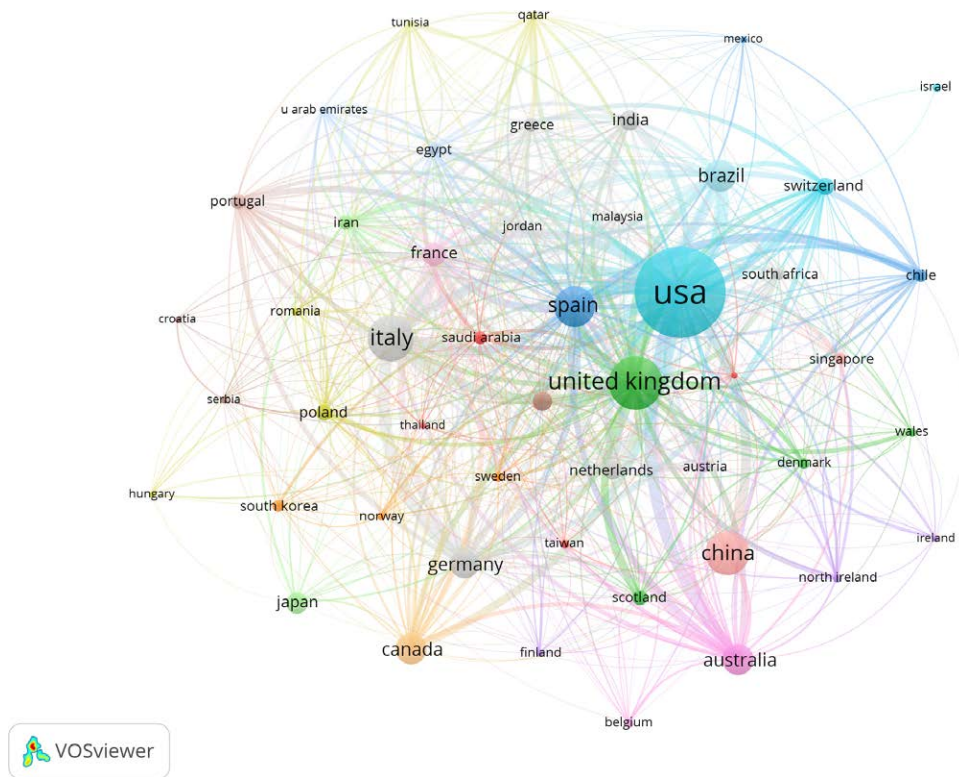 tunisia
qatar
mexico
israel
u arab emirates
greece
india
egypt
brazil
switzerland
portugal
iran
jordan
malaysia
france
usa
south africa
chile
spain
romania
croatia
italy
saudi arabia
singapore
united kingdom
serbia
poland
thailand
wales
netherlands
austria
denmark
sweden
hungary
south korea
norway
taiwan
ireland
china
germany
north ireland
japan
scotland
canada
finland
australia
belgium
VOSviewer